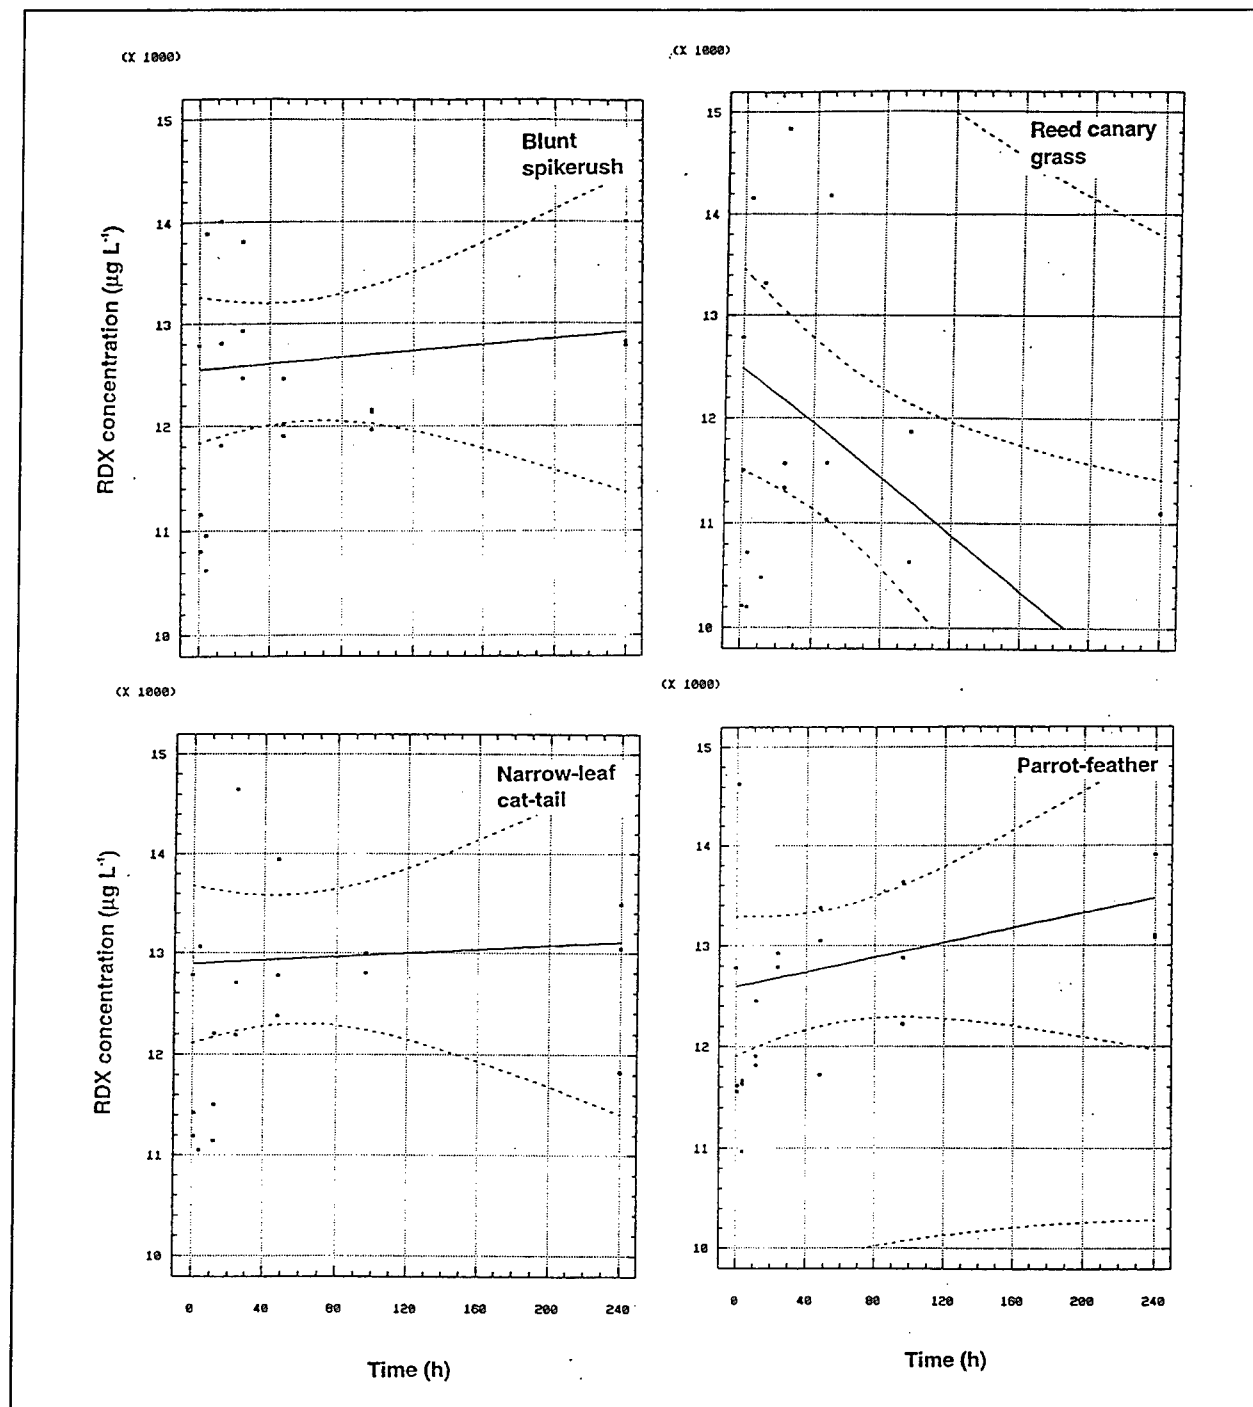 (X 1000)
(X 1000)
15
14
13
12
11
10
Blunt
spikerush
15
14
13
12
11
10
Reed canary
grass
RDX concentration (μg L⁻¹)
(X 1000)
(X 1000)
15
14
13
12
11
10
Narrow-leaf
cat-tail
15
14
13
12
11
10
Parrot-feather
RDX concentration (μg L⁻¹)
0 40 80 120 160 200 240
0 40 80 120 160 200 240
Time (h)
Time (h)